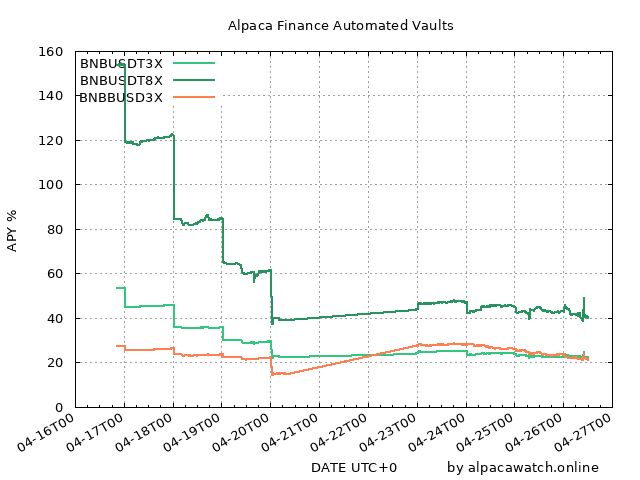 Alpaca Finance Automated Vaults
160
140
120
100
80
60
40
20
0
APY %
BNBUSDT3X
BNBUSDT8X
BNBBUSD3X
04-16T00
04-17T00
04-18T00
04-19T00
04-20T00
04-21T00
04-22T00
04-23T00
04-24T00
04-25T00
04-26T00
04-27T00
DATE UTC+0
by alpacawatch.online